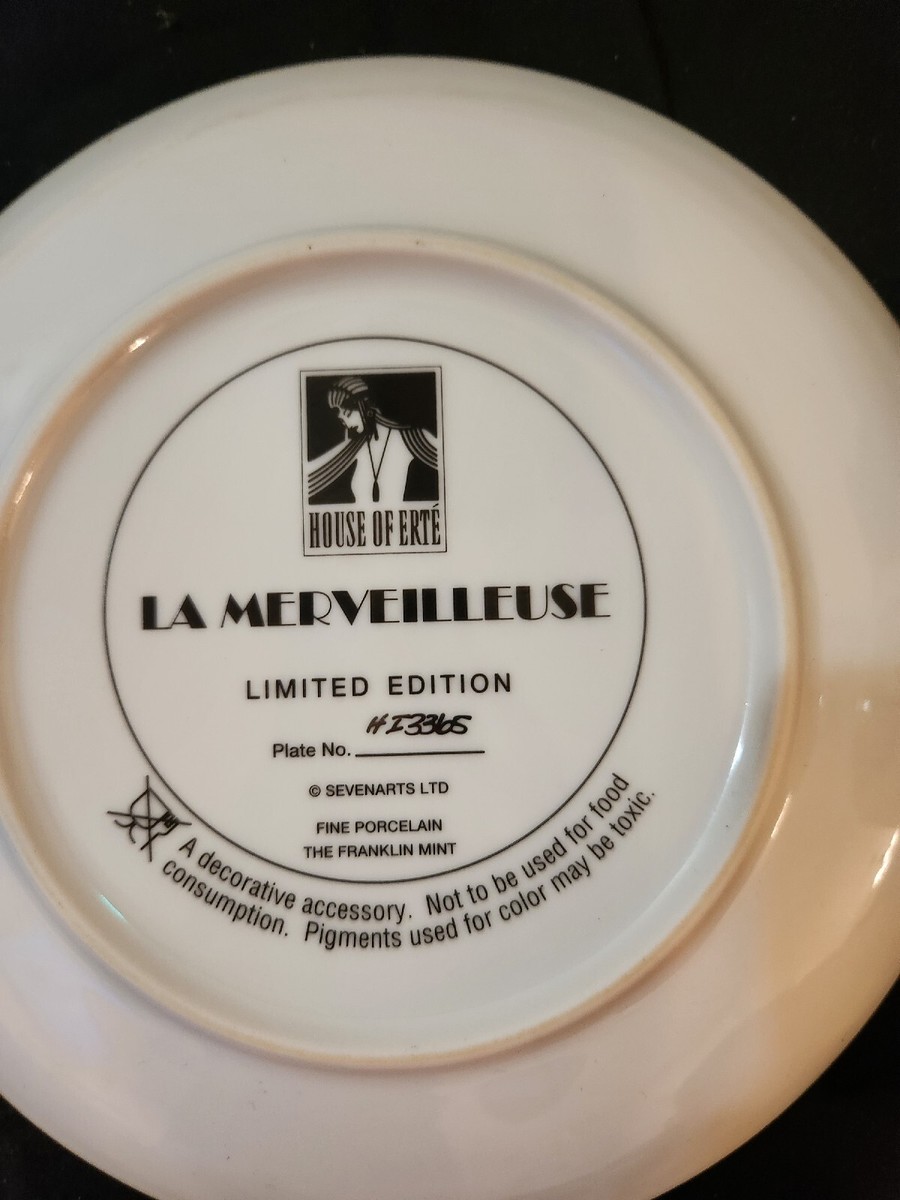 HOUSE OF ERTÉ
LA MERVEILLEUSE
LIMITED EDITION
HI3365
Plate No.
© SEVENARTS LTD
FINE PORCELAIN
THE FRANKLIN MINT
A decorative accessory. Not to be used for food
consumption. Pigments used for color may be toxic.